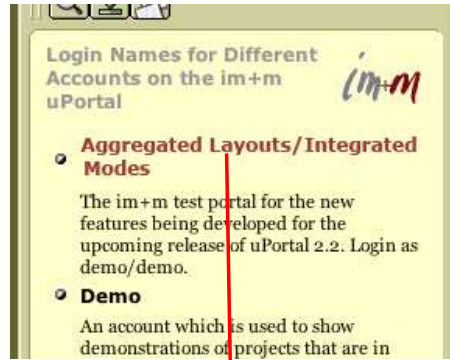 Login Names for Different
Accounts on the im+m
uPortal
im+m
Aggregated Layouts/Integrated
Modes
The im+m test portal for the new
features being developed for the
upcoming release of uPortal 2.2. Login as
demo/demo.
Demo
An account which is used to show
demonstrations of projects that are in